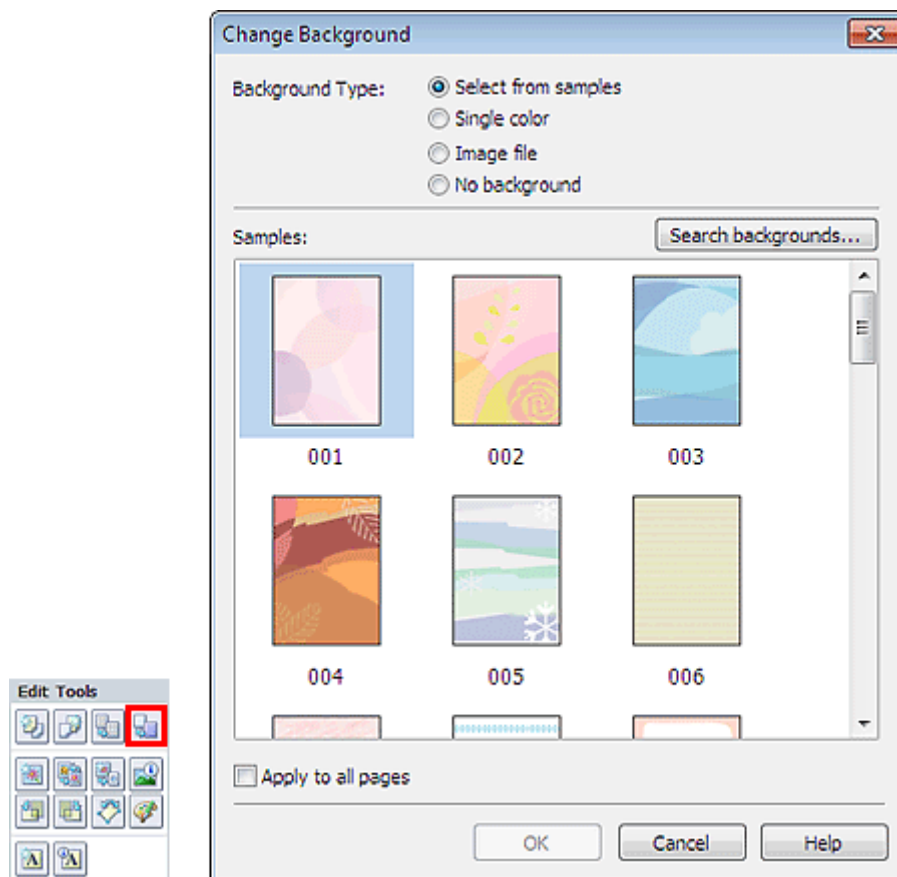 Change Background
Background Type:
Select from samples
Single color
Image file
No background
Samples:
Search backgrounds...
001 002 003
004 005 006
Apply to all pages
OK Cancel Help
Edit Tools
A A